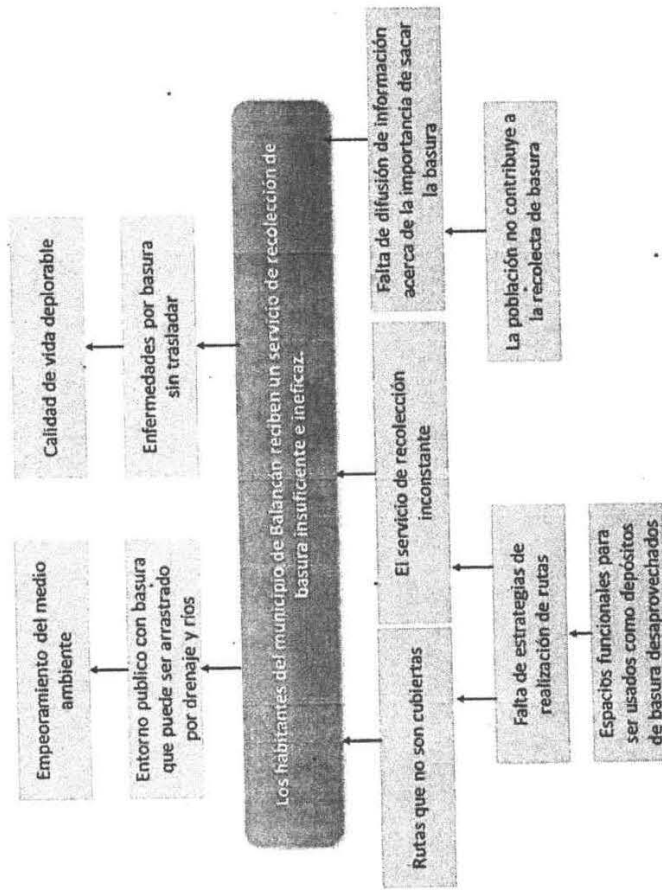 Empeoramiento del medio
ambiente
Calidad de vida deplorable
Entorno publico con basura
que puede ser arrastrado
por drenaje y ríos
Enfermedades por basura
sin trasladar
Los habitantes del municipio de Balancán reciben un servicio de recolección de
basura insuficiente e ineficaz.
Rutas que no son cubiertas
El servicio de recolección
inconstante
Falta de difusión de información
acerca de la importancia de sacar
la basura
Falta de estrategias de
realización de rutas
La población no contribuye a
la recolecta de basura
Espacios funcionales para
ser usados como depósitos
de basura desaprovechados